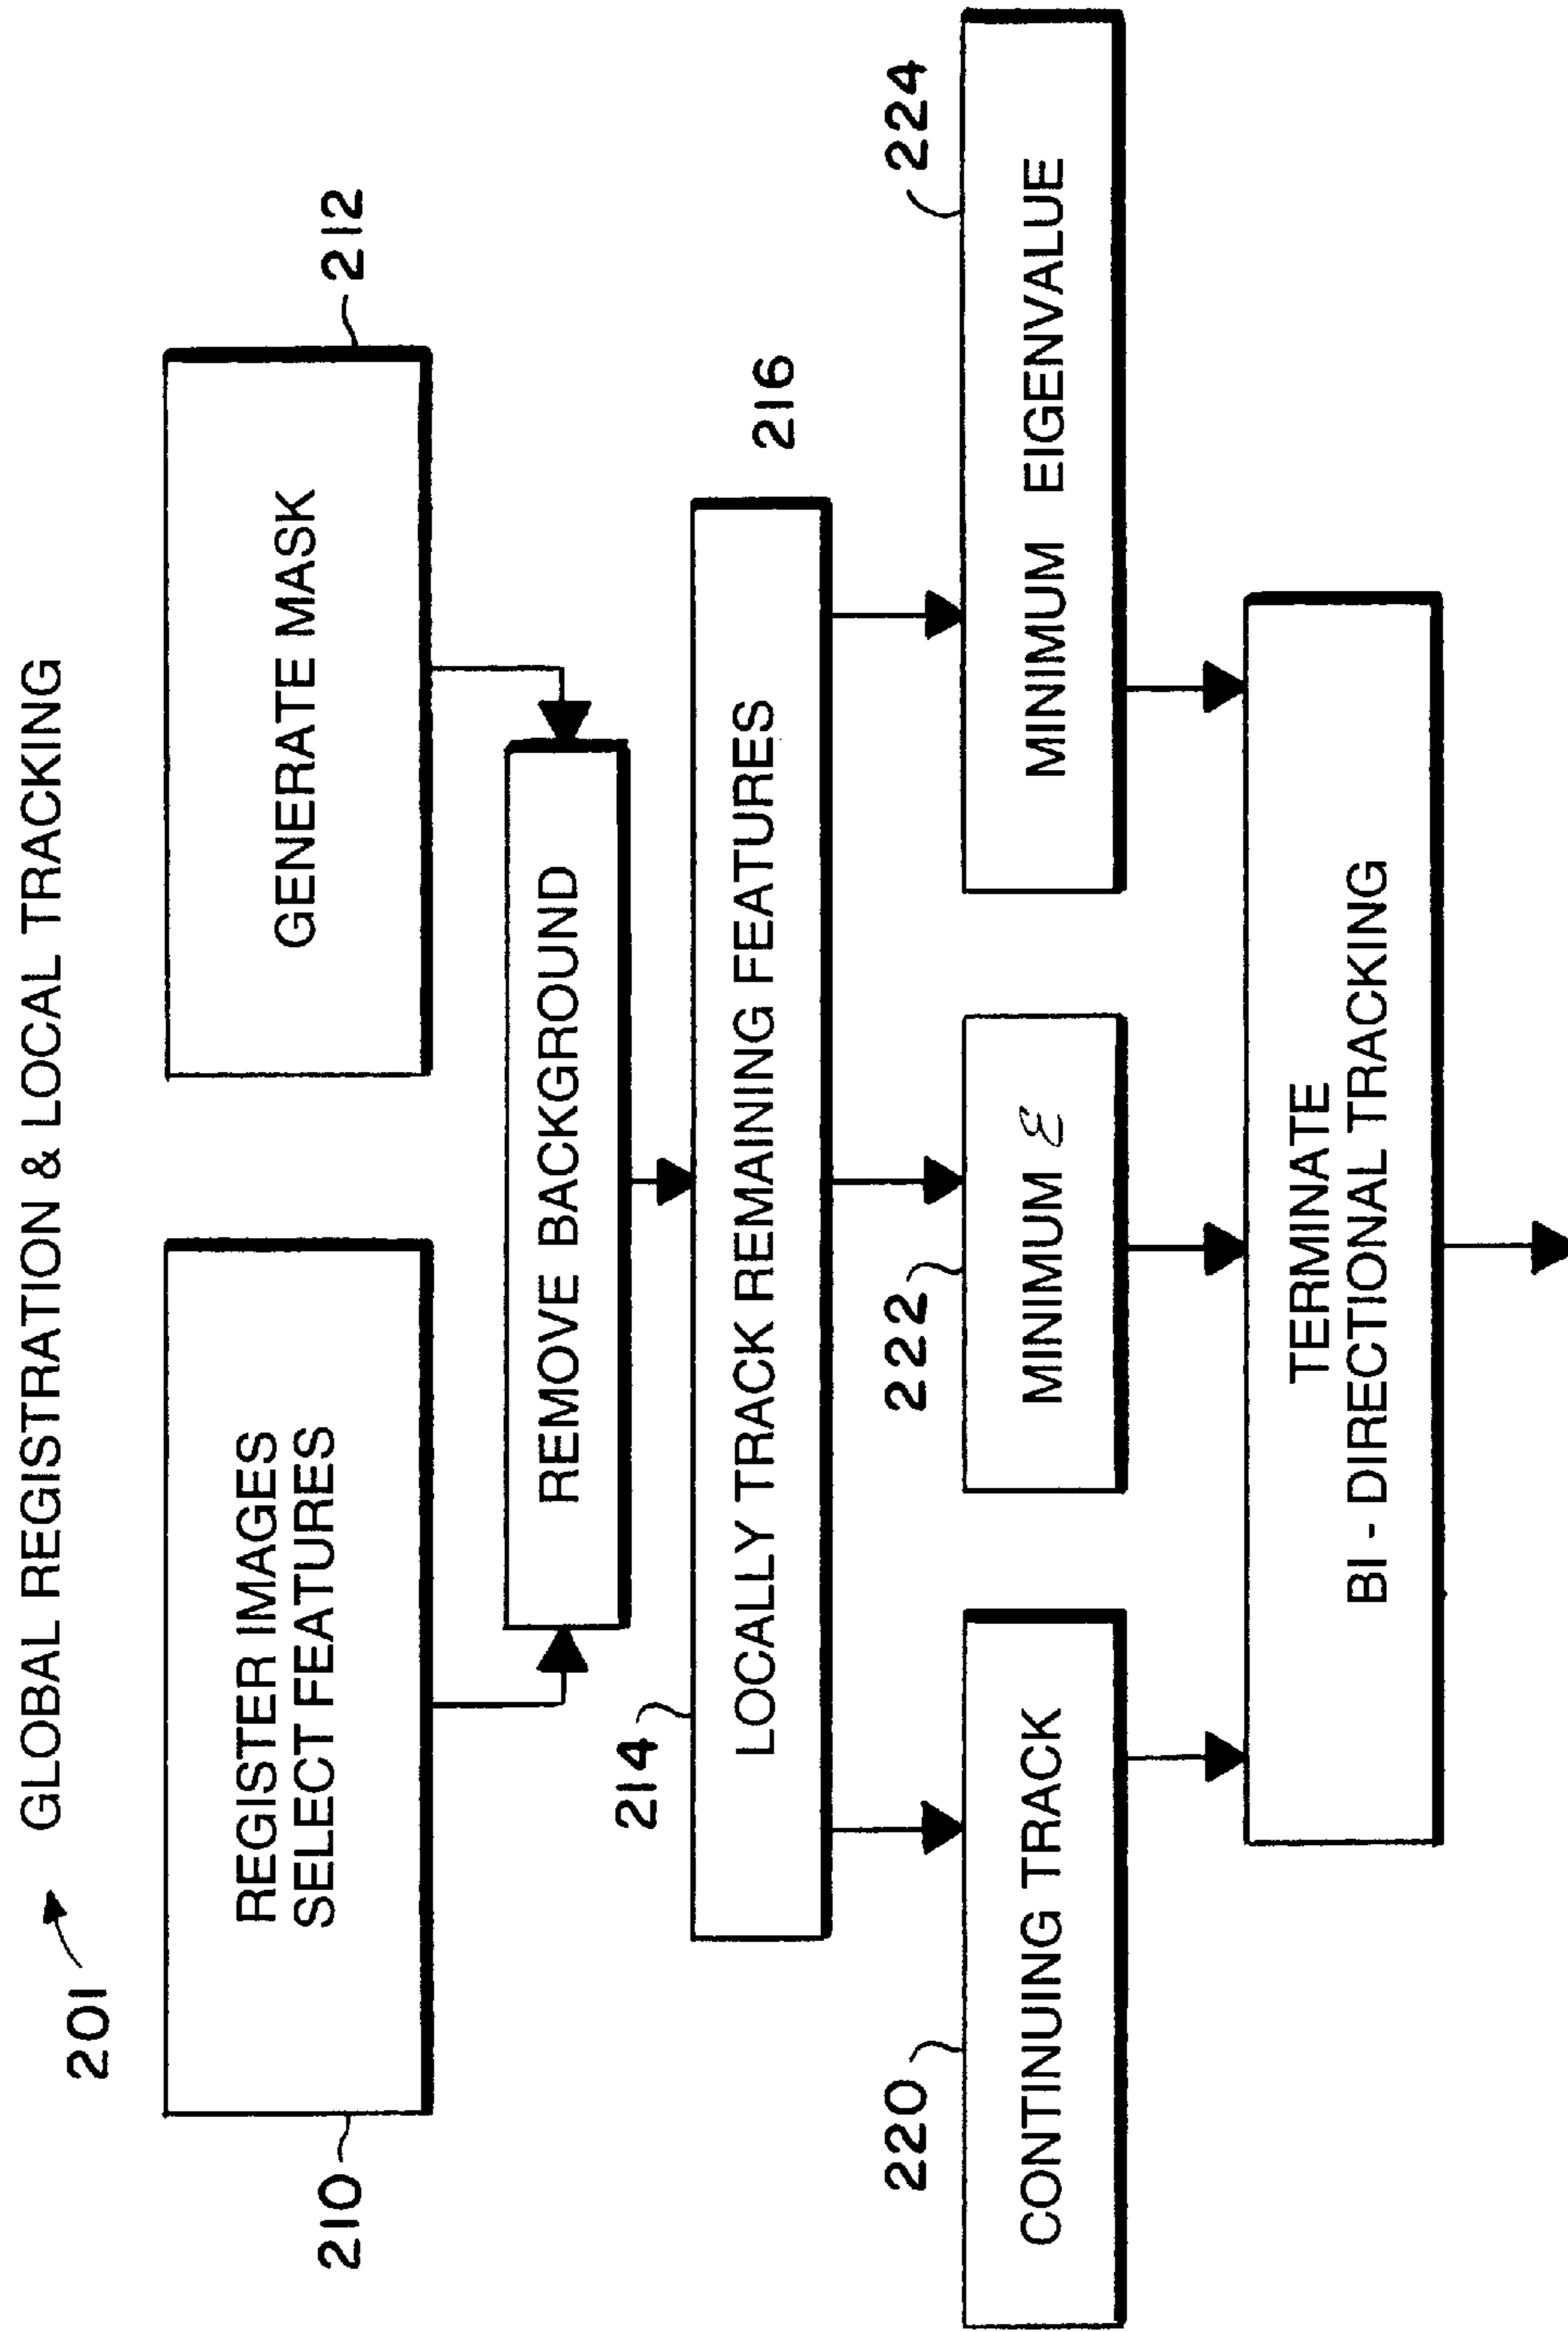 201
GLOBAL REGISTRATION & LOCAL TRACKING
210
REGISTER IMAGES
SELECT FEATURES
GENERATE MASK
212
REMOVE BACKGROUND
214
LOCALLY TRACK REMAINING FEATURES
216
220
CONTINUING TRACK
222
MINIMUM ℰ
224
MINIMUM EIGENVALUE
TERMINATE
BI - DIRECTIONAL TRACKING